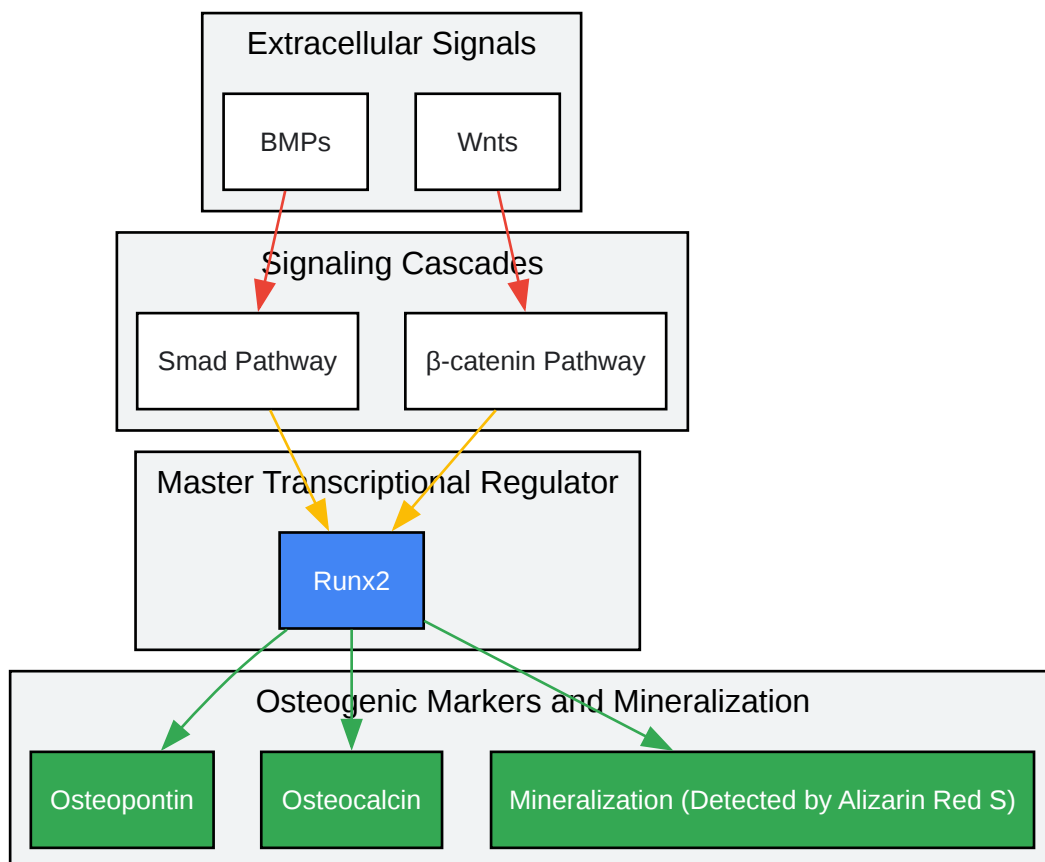 Extracellular Signals
BMPs
Wnts
Signaling Cascades
Smad Pathway
β-catenin Pathway
Master Transcriptional Regulator
Runx2
Osteogenic Markers and Mineralization
Osteopontin
Osteocalcin
Mineralization (Detected by Alizarin Red S)